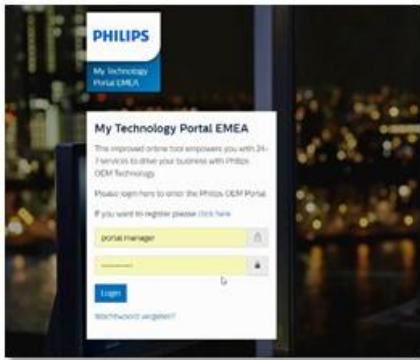 PHILIPS
My Technology
Portal EMEA
My Technology Portal EMEA
This improved online tool empowers you with 24-
7 services to drive your business with Philips
OEM Technology.
Please login here to enter the Philips OEM Portal.
If you want to register please click here
portal manager
Login
Wachtwoord vergeten?